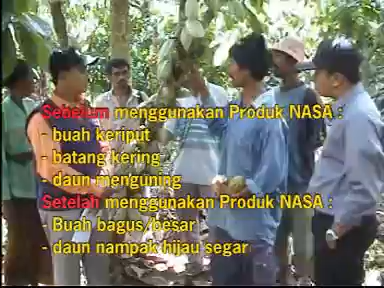 Sebelum menggunakan Produk NASA :
- buah keriput
- batang kering
- daun menguning
Setelah menggunakan Produk NASA :
- Buah bagus/besar
- daun nampak hijau segar